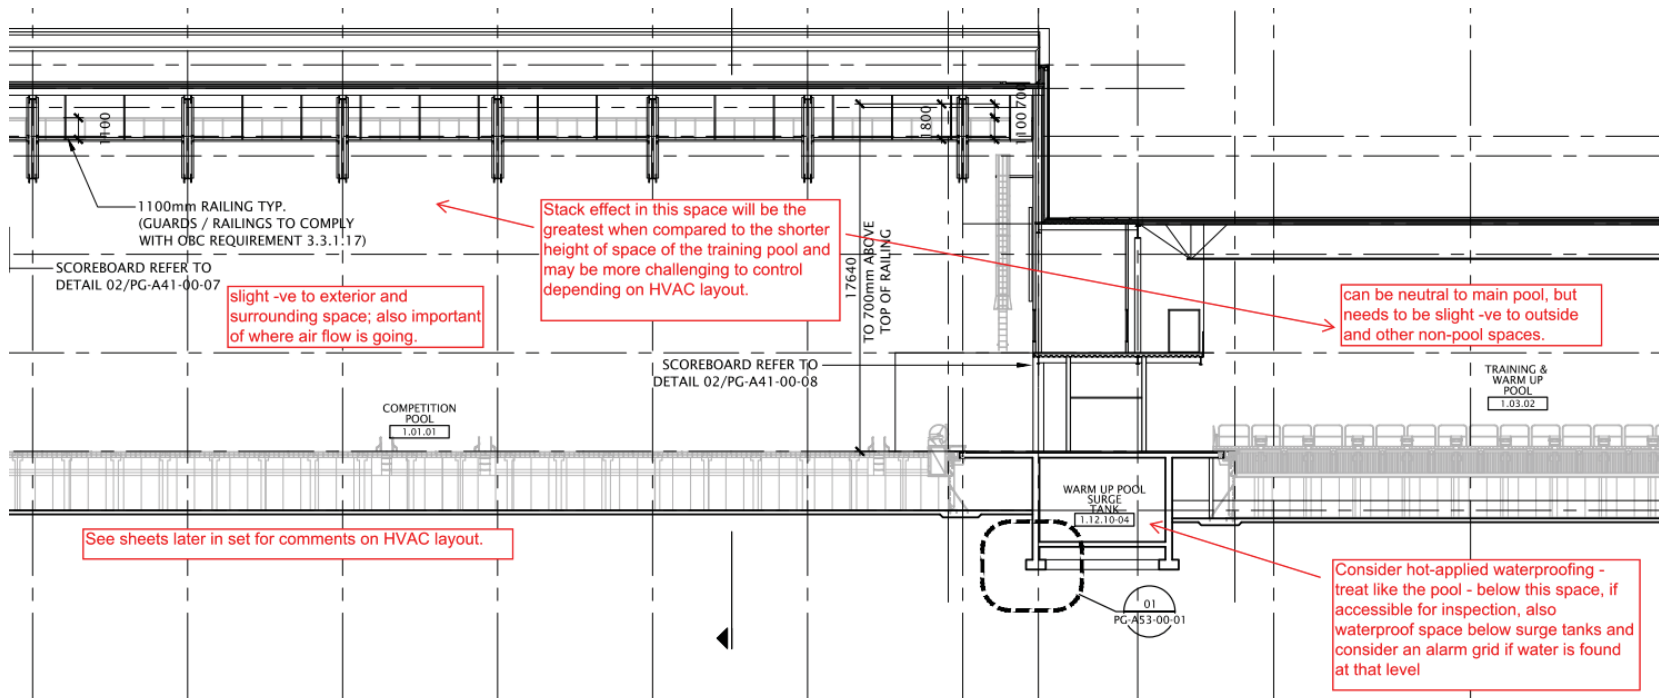 1100
1800
1100 700
1100mm RAILING TYP.
(GUARDS / RAILINGS TO COMPLY
WITH OBC REQUIREMENT 3.3.1.17)
SCOREBOARD REFER TO
DETAIL 02/PG-A41-00-07
slight -ve to exterior and
surrounding space; also important
of where air flow is going.
Stack effect in this space will be the
greatest when compared to the shorter
height of space of the training pool and
may be more challenging to control
depending on HVAC layout.
17640
TO 700mm ABOVE
TOP OF RAILING
can be neutral to main pool, but
needs to be slight -ve to outside
and other non-pool spaces.
SCOREBOARD REFER TO
DETAIL 02/PG-A41-00-08
TRAINING &
WARM UP
POOL
1.03.02
COMPETITION
POOL
1.01.01
WARM UP POOL
SURGE
TANK
1.12.10-04
See sheets later in set for comments on HVAC layout.
Consider hot-applied waterproofing -
treat like the pool - below this space, if
accessible for inspection, also
waterproof space below surge tanks and
consider an alarm grid if water is found
at that level
01
PG-A53-00-01